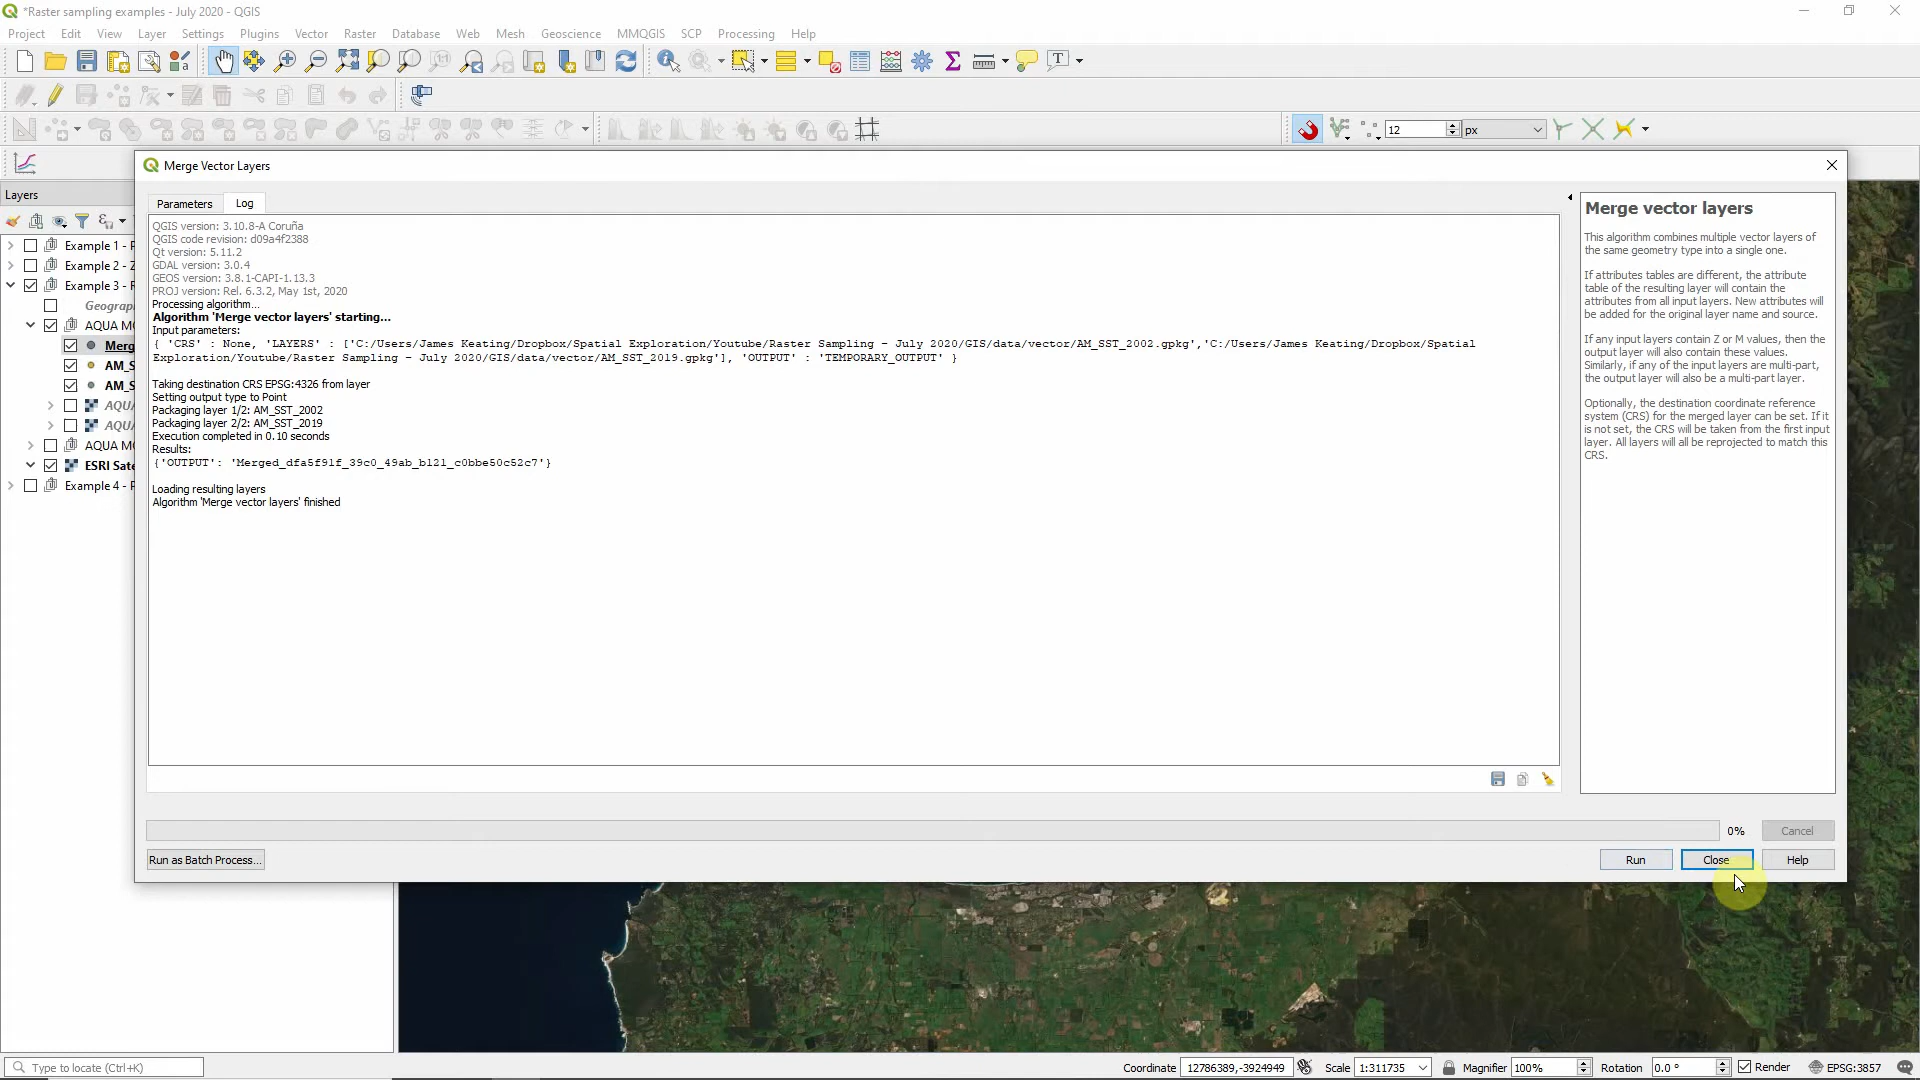 *Raster sampling examples - July 2020 - QGIS
Project Edit View Layer Settings Plugins Vector Raster Database Web Mesh Geoscience MMQGIS SCP Processing Help
12 px
Merge Vector Layers
Layers
Parameters Log
QGIS version: 3.10.8-A Coruña
QGIS code revision: d09a4f2388
Qt version: 5.11.2
GDAL version: 3.0.4
GEOS version: 3.8.1-CAPI-1.13.3
PROJ version: Rel. 6.3.2, May 1st, 2020
Processing algorithm...
Algorithm 'Merge vector layers' starting...
Input parameters:
{ 'CRS' : None, 'LAYERS' : ['C:/Users/James Keating/Dropbox/Spatial Exploration/Youtube/Raster Sampling - July 2020/GIS/data/vector/AM_SST_2002.gpkg','C:/Users/James Keating/Dropbox/Spatial
Exploration/Youtube/Raster Sampling - July 2020/GIS/data/vector/AM_SST_2019.gpkg'], 'OUTPUT' : 'TEMPORARY_OUTPUT' }
Taking destination CRS EPSG:4326 from layer
Setting output type to Point
Packaging layer 1/2: AM_SST_2002
Packaging layer 2/2: AM_SST_2019
Execution completed in 0.10 seconds
Results:
{'OUTPUT': 'Merged_dfa5f91f_39c0_49ab_b121_c0bbe50c52c7'}
Loading resulting layers
Algorithm 'Merge vector layers' finished
Merge vector layers
This algorithm combines multiple vector layers of
the same geometry type into a single one.
If attributes tables are different, the attribute
table of the resulting layer will contain the
attributes from all input layers. New attributes will
be added for the original layer name and source.
If any input layers contain Z or M values, then the
output layer will also contain these values.
Similarly, if any of the input layers are multi-part,
the output layer will also be a multi-part layer.
Optionally, the destination coordinate reference
system (CRS) for the merged layer can be set. If it
is not set, the CRS will be taken from the first input
layer. All layers will all be reprojected to match this
CRS.
Example 1 - P
Example 2 - Z
Example 3 - R
Geograp
AQUA MO
Merg
AM_S
AM_S
AQUA
AQUA
AQUA MO
ESRI Sate
Example 4 - P
0% Cancel
Run as Batch Process... Run Close Help
Type to locate (Ctrl+K) Coordinate 12786389,-3924949 Scale 1:311735 Magnifier 100% Rotation 0.0 ° Render EPSG:3857